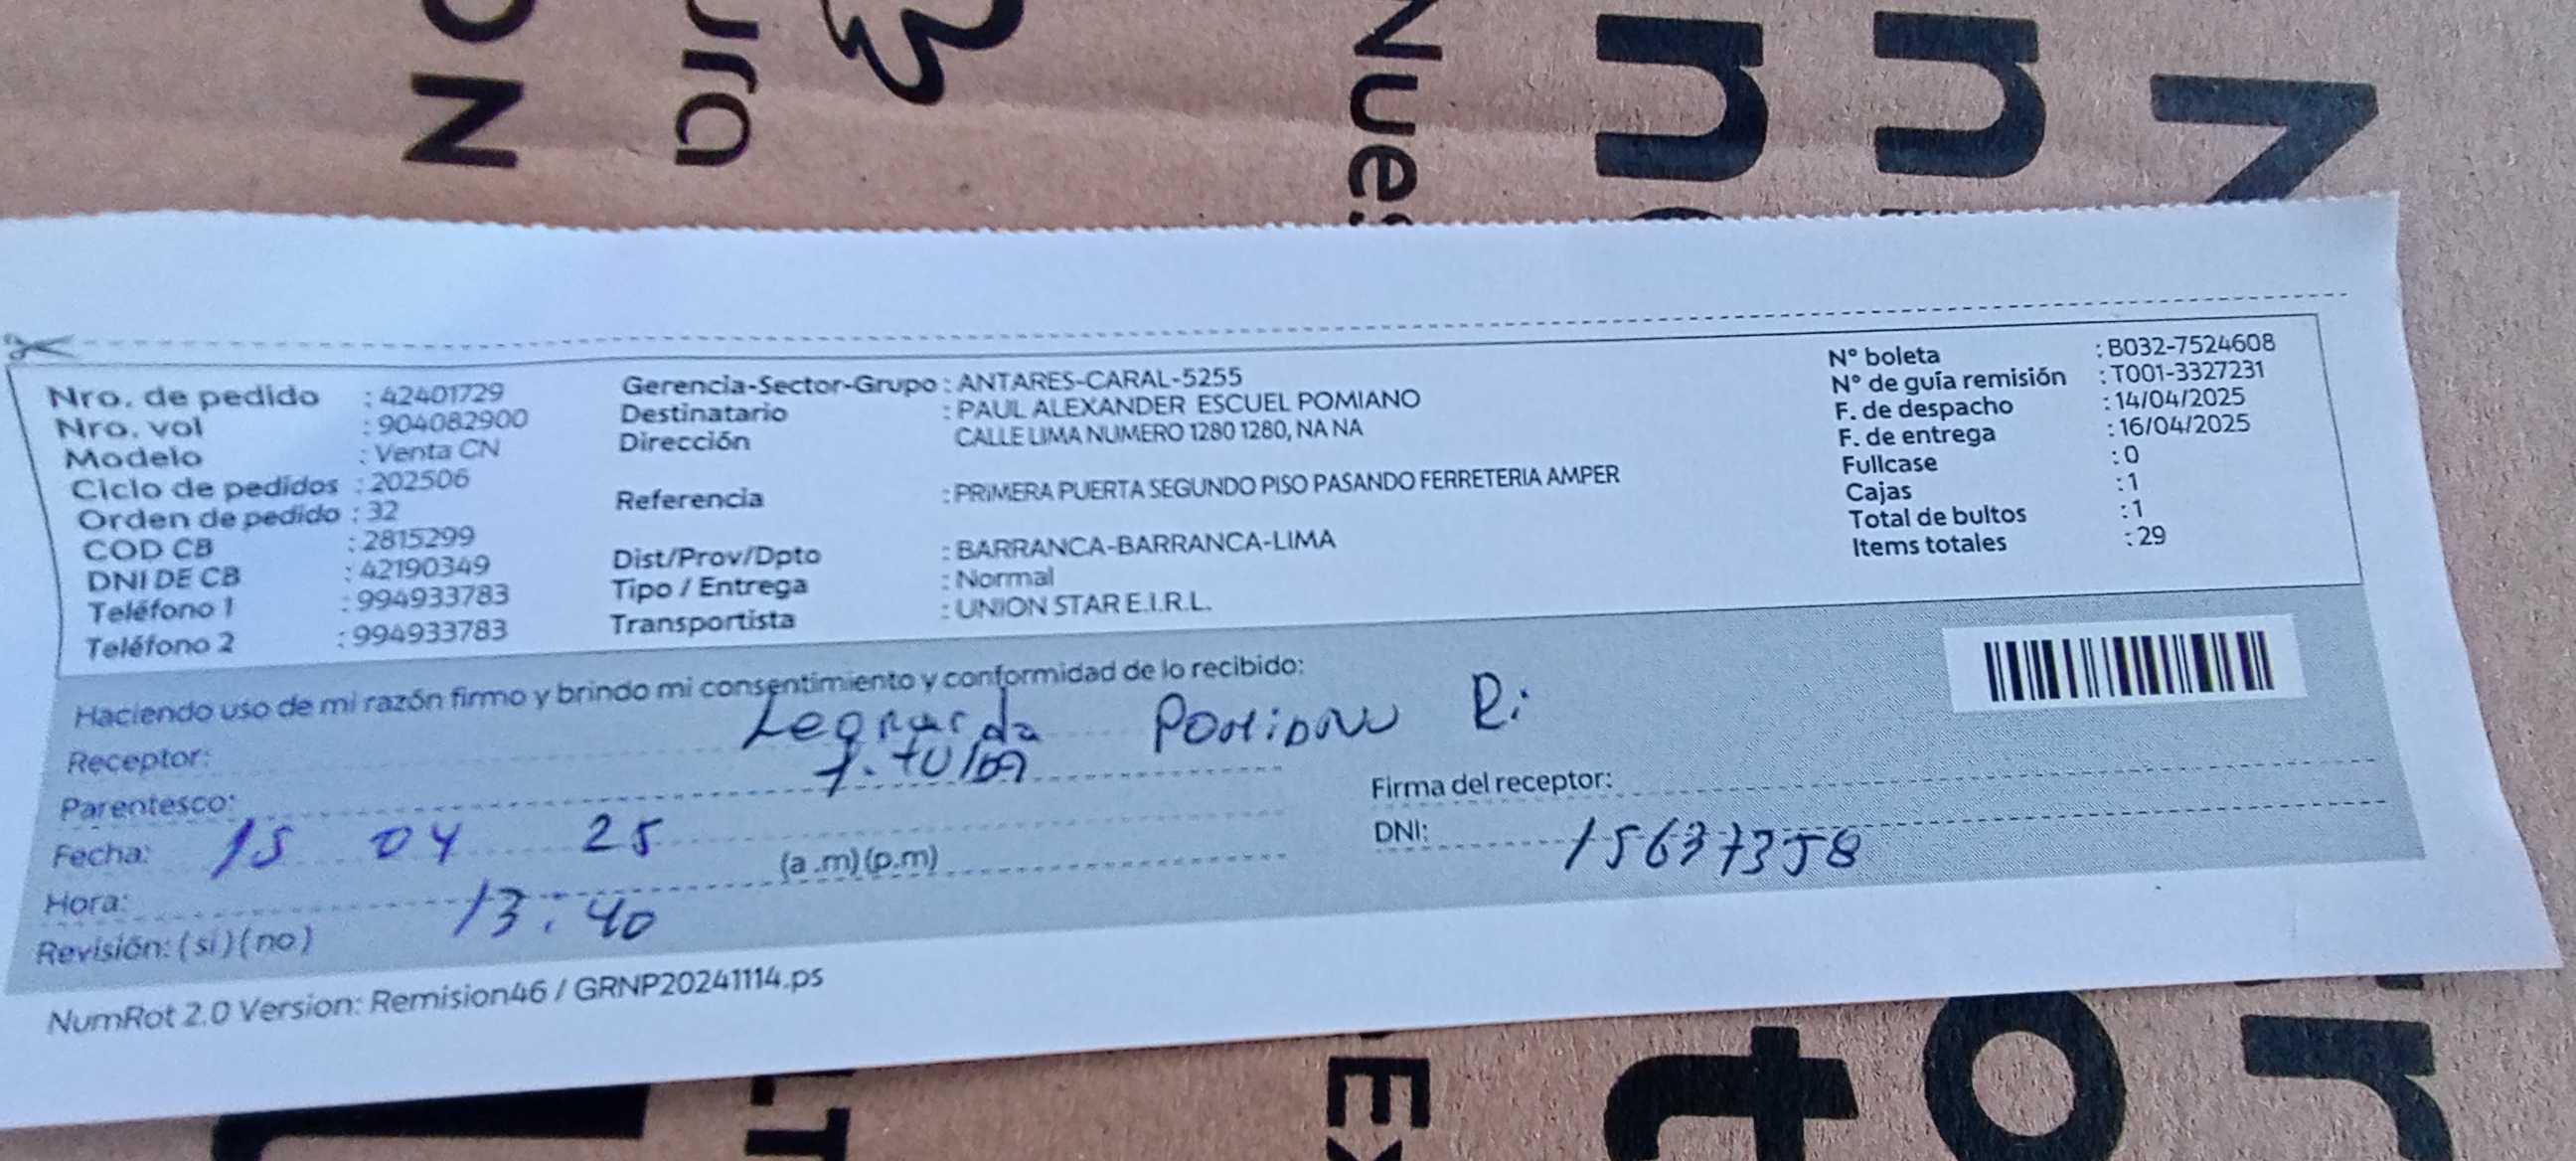 ON
ura
Nues
n
n
N
Nro. de pedido : 42401729
Nro. vol : 904082900
Modelo : Venta CN
Ciclo de pedidos : 202506
Orden de pedido : 32
COD CB : 2815299
DNI DE CB : 42190349
Teléfono 1 : 994933783
Teléfono 2 : 994933783
Gerencia-Sector-Grupo : ANTARES-CARAL-5255
Destinatario : PAUL ALEXANDER ESCUEL POMIANO
Dirección CALLE LIMA NUMERO 1280 1280, NA NA
Referencia : PRiMERA PUERTA SEGUNDO PISO PASANDO FERRETERIA AMPER
Dist/Prov/Dpto : BARRANCA-BARRANCA-LIMA
Tipo / Entrega : Normal
Transportista : UNION STAR E.I.R.L.
N° boleta : B032-7524608
N° de guía remisión : T001-3327231
F. de despacho : 14/04/2025
F. de entrega : 16/04/2025
Fullcase : 0
Cajas : 1
Total de bultos : 1
Items totales : 29
Haciendo uso de mi razón firmo y brindo mi consentimiento y conformidad de lo recibido:
Receptor: Leonarda Pomiano R.
Parentesco:
Fecha: 15 04 25
Hora: 13:40 (a .m) (p.m)
Revisión: ( si ) ( no )
Firma del receptor:
DNI: 15637358
NumRot 2.0 Version: Remision46 / GRNP20241114.ps
LT
Ex
t
o
r